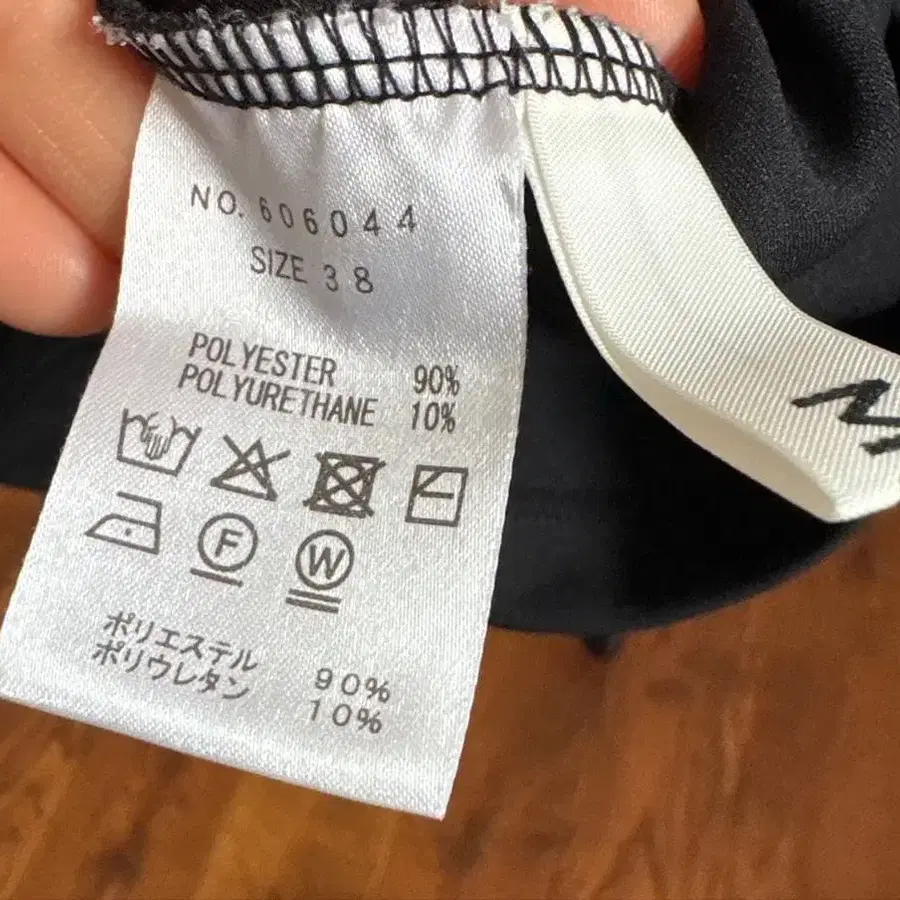 NO. 606044
SIZE 38
POLYESTER 90%
POLYURETHANE 10%
F
W
ポリエステル 90%
ポリウレタン 10%